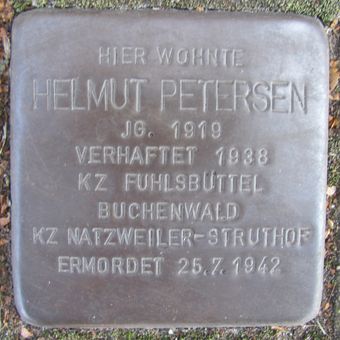 HIER WOHNTE
HELMUT PETERSEN
JG. 1919
VERHAFTET 1938
KZ FUHLSBÜTTEL
BUCHENWALD
KZ NATZWEILER-STRUTHOF
ERMORDET 25.7.1942